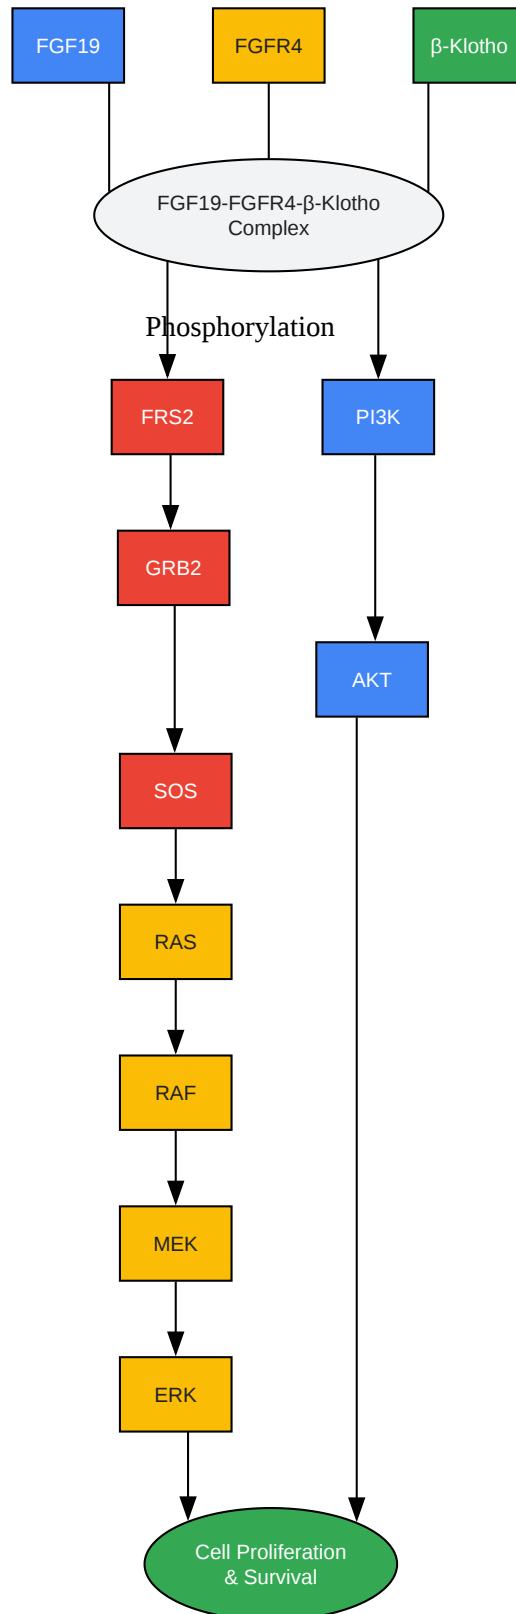 FGF19
FGFR4
β-Klotho
FGF19-FGFR4-β-Klotho
Complex
Phosphorylation
FRS2
PI3K
GRB2
AKT
SOS
RAS
RAF
MEK
ERK
Cell Proliferation
& Survival